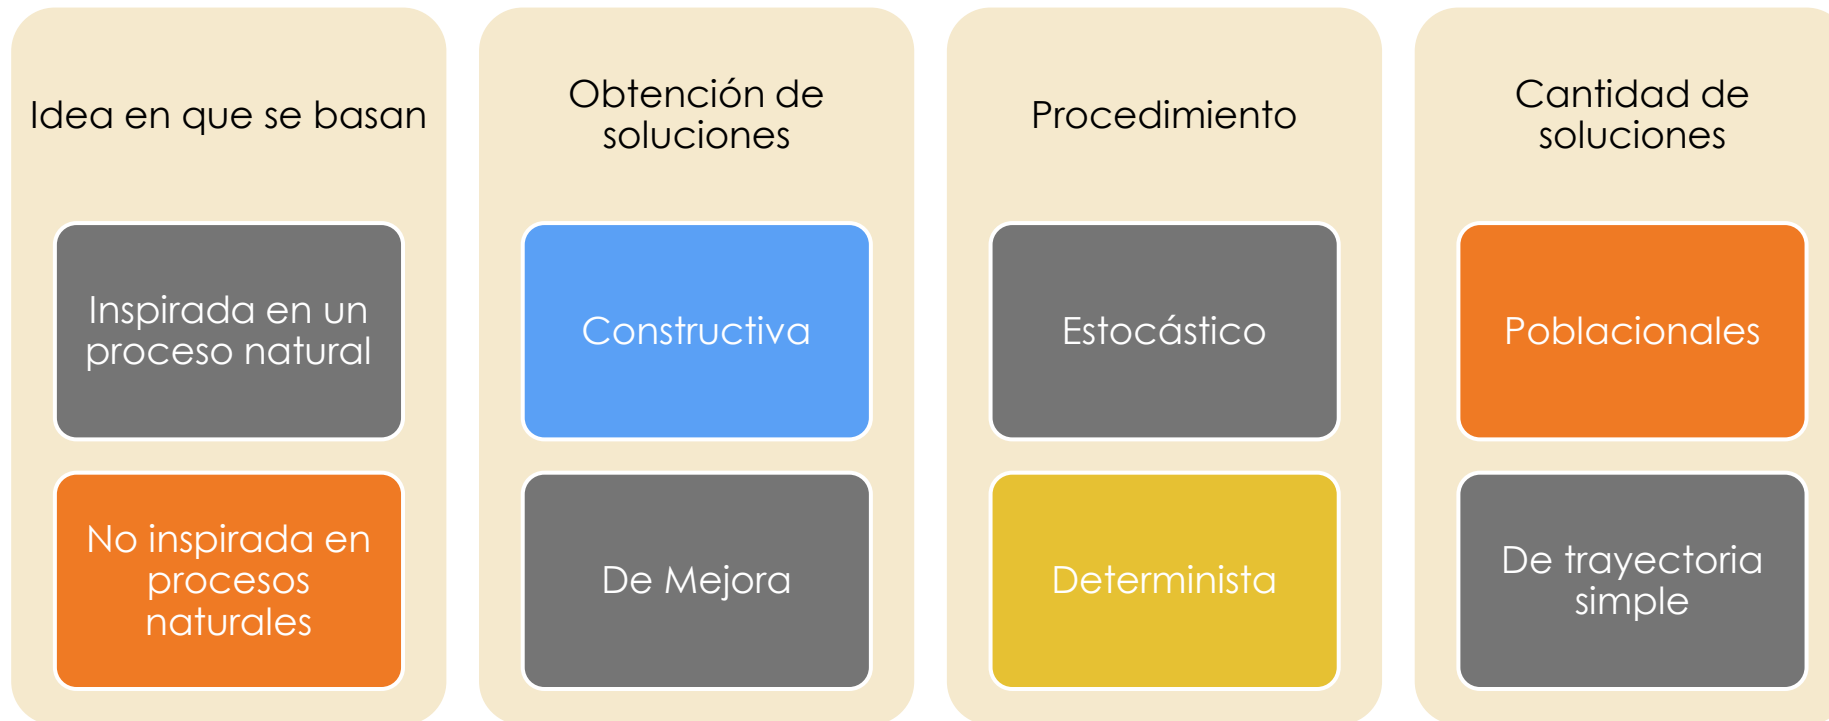 Idea en que se basan
Inspirada en un
proceso natural
No inspirada en
procesos
naturales
Obtención de
soluciones
Constructiva
De Mejora
Procedimiento
Estocástico
Determinista
Cantidad de
soluciones
Poblacionales
De trayectoria
simple